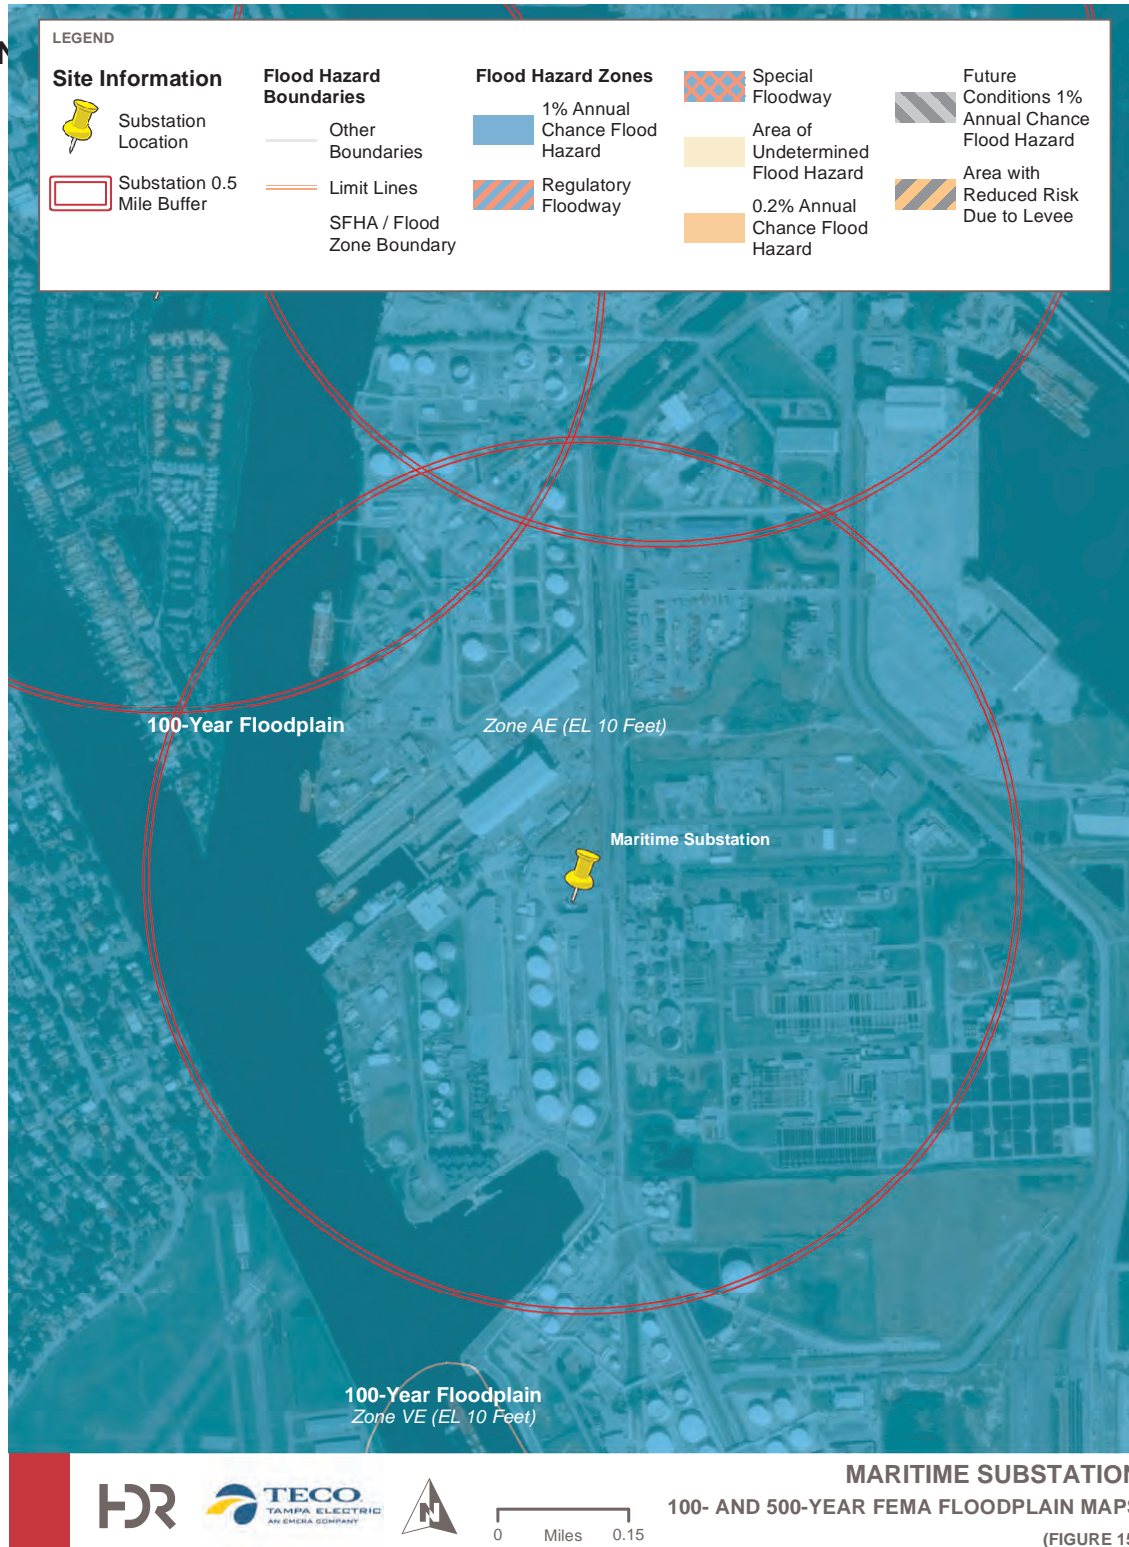 LEGEND
N
Site Information
Substation
Location
Substation 0.5
Mile Buffer
Flood Hazard
Boundaries
Other
Boundaries
Limit Lines
SFHA / Flood
Zone Boundary
Flood Hazard Zones
1% Annual
Chance Flood
Hazard
Regulatory
Floodway
Special
Floodway
Area of
Undetermined
Flood Hazard
0.2% Annual
Chance Flood
Hazard
Future
Conditions 1%
Annual Chance
Flood Hazard
Area with
Reduced Risk
Due to Levee
100-Year Floodplain
Zone AE (EL 10 Feet)
Maritime Substation
100-Year Floodplain
Zone VE (EL 10 Feet)
HDR
TECO.
TAMPA ELECTRIC
AN EMERA COMPANY
N
0 Miles 0.15
MARITIME SUBSTATION
100- AND 500-YEAR FEMA FLOODPLAIN MAPS
(FIGURE 15